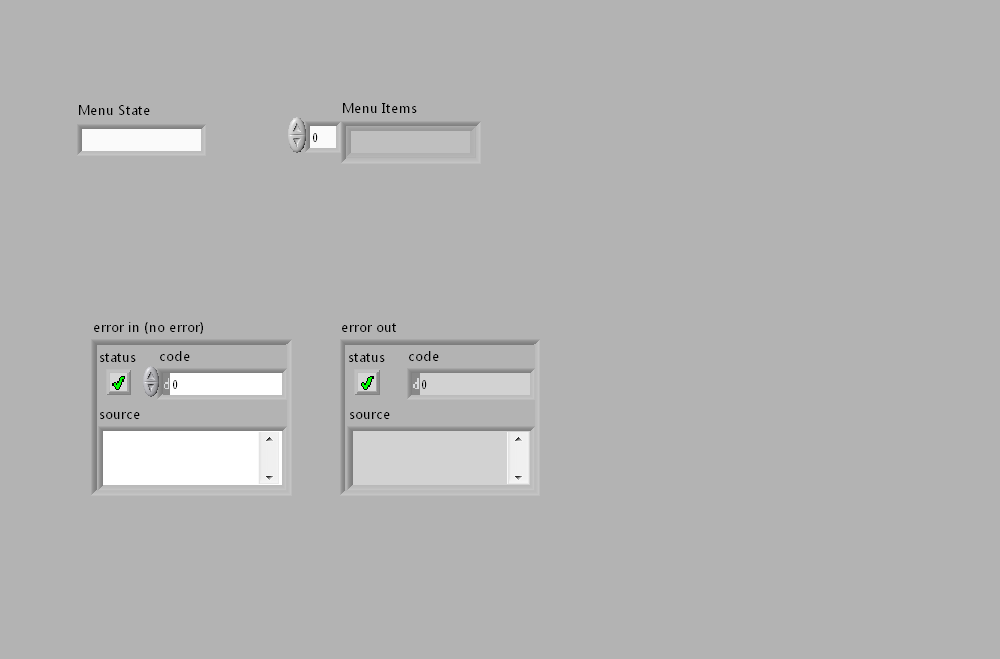 Menu State
Menu Items
0
error in (no error)
status code
d 0
source
error out
status code
d 0
source